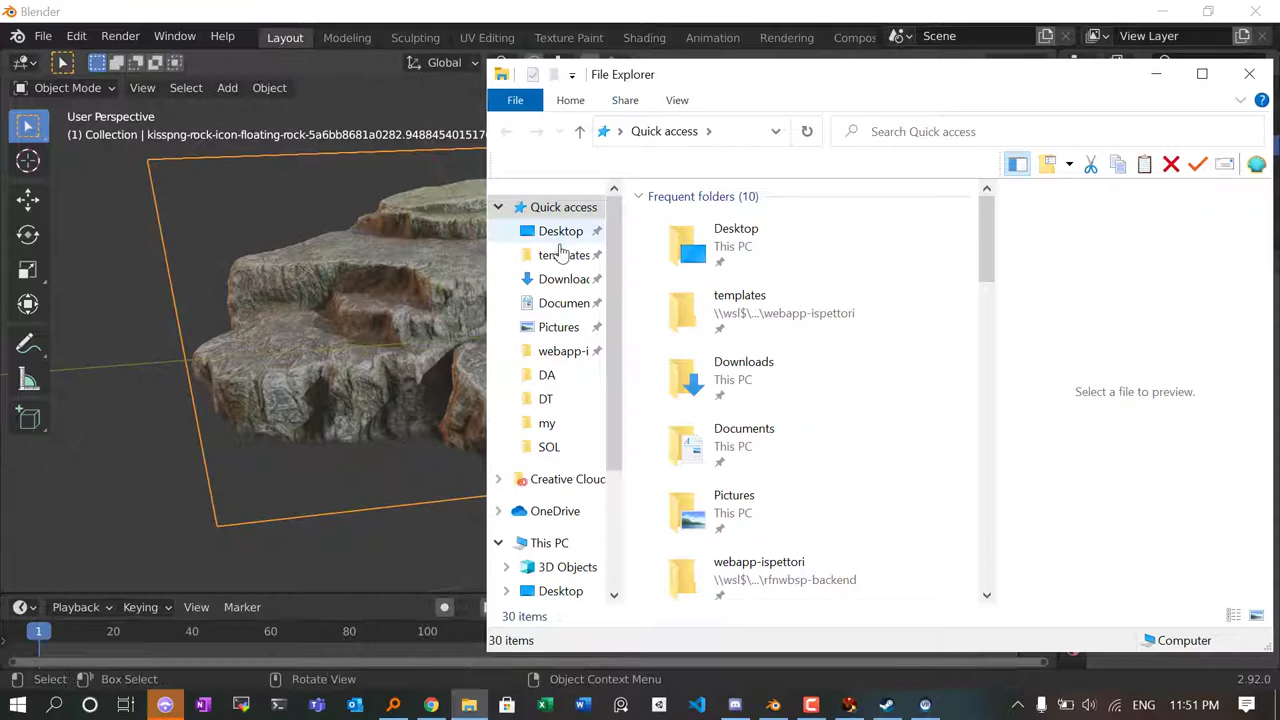 Blender
File Edit Render Window Help Layout Modeling Sculpting UV Editing Texture Paint Shading Animation Rendering Compos Scene View Layer
Global
Object Mode View Select Add Object
User Perspective
(1) Collection | kisspng-rock-icon-floating-rock-5a6bb8681a0282.94884540151
File Explorer
File Home Share View
Quick access
Search Quick access
Quick access
Desktop
Downloac
Documen
Pictures
webapp-i
DA
DT
my
SOL
Creative Clouc
OneDrive
This PC
3D Objects
Desktop
Frequent folders (10)
Desktop
This PC
templates
\\wsl$\...\webapp-ispettori
Downloads
This PC
Documents
This PC
Pictures
This PC
webapp-ispettori
\\wsl$\...\rfnwbsp-backend
Select a file to preview.
30 items
30 items
Computer
Playback Keying View Marker
1 20 40 60 80 100
Select Box Select Rotate View Object Context Menu 2.92.0
ENG 11:51 PM